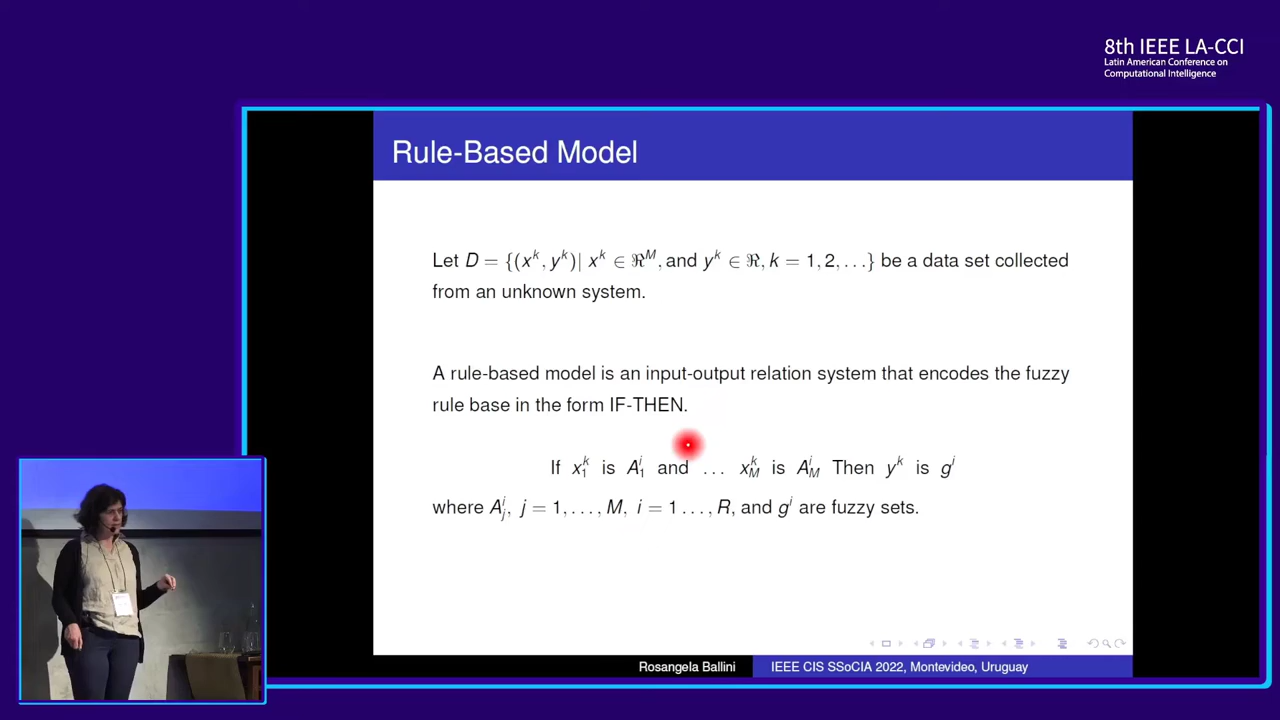 8th IEEE LA-CCI
Latin American Conference on
Computational Intelligence
Rule-Based Model
Let D = {(x^k, y^k)| x^k ∈ ℜ^M, and y^k ∈ ℜ, k = 1, 2, . . .} be a data set collected
from an unknown system.
A rule-based model is an input-output relation system that encodes the fuzzy
rule base in the form IF-THEN.
If x_1^k is A_1^i and . . . x_M^k is A_M^i Then y^k is g^i
where A_j^i, j = 1, . . . , M, i = 1 . . . , R, and g^i are fuzzy sets.
Rosangela Ballini IEEE CIS SSoCIA 2022, Montevideo, Uruguay